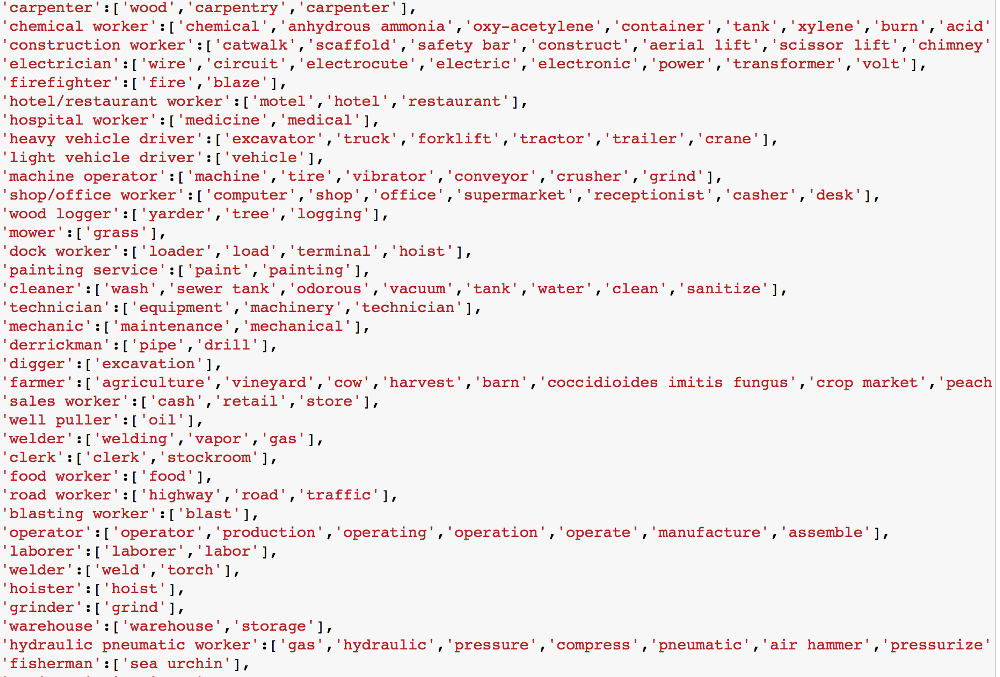 'carpenter':['wood','carpentry','carpenter'],
'chemical worker':['chemical','anhydrous ammonia','oxy-acetylene','container','tank','xylene','burn','acid'
'construction worker':['catwalk','scaffold','safety bar','construct','aerial lift','scissor lift','chimney'
'electrician':['wire','circuit','electrocute','electric','electronic','power','transformer','volt'],
'firefighter':['fire','blaze'],
'hotel/restaurant worker':['motel','hotel','restaurant'],
'hospital worker':['medicine','medical'],
'heavy vehicle driver':['excavator','truck','forklift','tractor','trailer','crane'],
'light vehicle driver':['vehicle'],
'machine operator':['machine','tire','vibrator','conveyor','crusher','grind'],
'shop/office worker':['computer','shop','office','supermarket','receptionist','casher','desk'],
'wood logger':['yarder','tree','logging'],
'mower':['grass'],
'dock worker':['loader','load','terminal','hoist'],
'painting service':['paint','painting'],
'cleaner':['wash','sewer tank','odorous','vacuum','tank','water','clean','sanitize'],
'technician':['equipment','machinery','technician'],
'mechanic':['maintenance','mechanical'],
'derrickman':['pipe','drill'],
'digger':['excavation'],
'farmer':['agriculture','vineyard','cow','harvest','barn','coccidioides imitis fungus','crop market','peach
'sales worker':['cash','retail','store'],
'well puller':['oil'],
'welder':['welding','vapor','gas'],
'clerk':['clerk','stockroom'],
'food worker':['food'],
'road worker':['highway','road','traffic'],
'blasting worker':['blast'],
'operator':['operator','production','operating','operation','operate','manufacture','assemble'],
'laborer':['laborer','labor'],
'welder':['weld','torch'],
'hoister':['hoist'],
'grinder':['grind'],
'warehouse':['warehouse','storage'],
'hydraulic pneumatic worker':['gas','hydraulic','pressure','compress','pneumatic','air hammer','pressurize'
'fisherman':['sea urchin'],